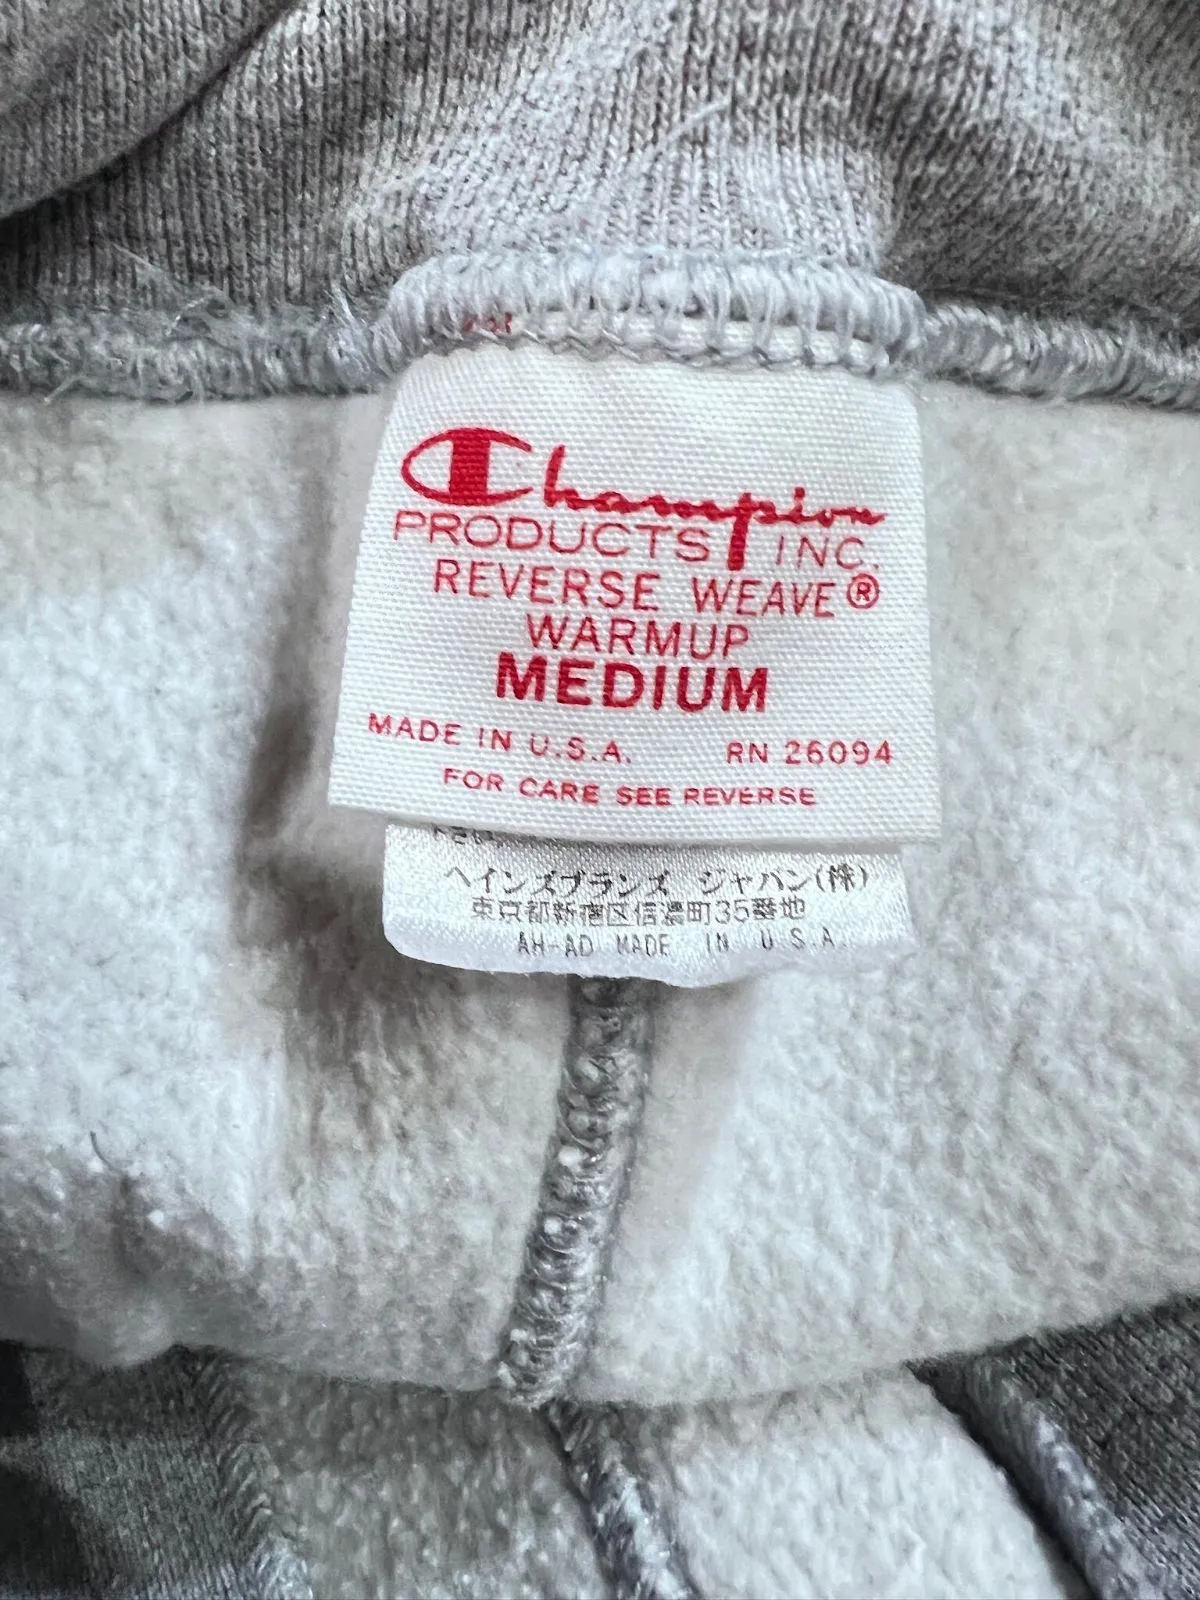 Champion
PRODUCTS INC.
REVERSE WEAVE®
WARMUP
MEDIUM
MADE IN U.S.A. RN 26094
FOR CARE SEE REVERSE
ヘインズブランズ ジャパン(株)
東京都新宿区信濃町35番地
AH-AD MADE IN U.S.A.